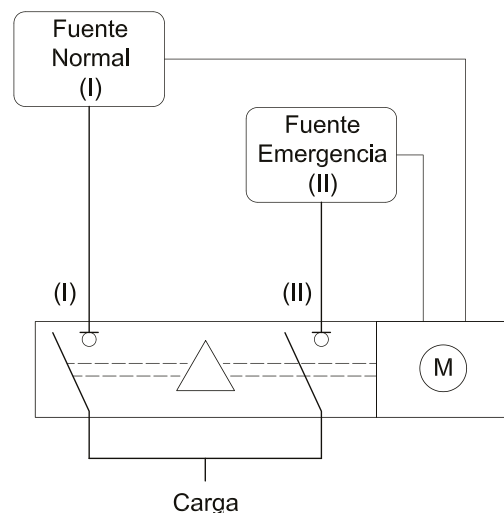 Fuente
Normal
(I)
Fuente
Emergencia
(II)
(I)
(II)
M
Carga